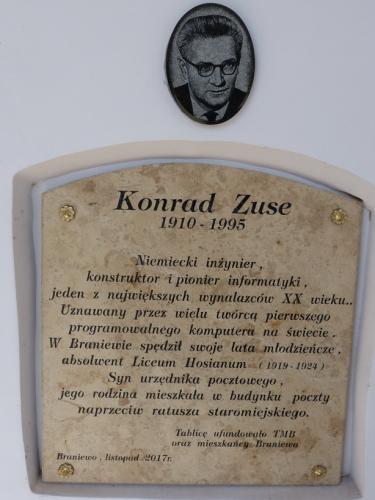 Konrad Zuse
1910 - 1995
Niemiecki inżynier ,
konstruktor i pionier informatyki ,
jeden z największych wynalazców XX wieku..
Uznawany przez wielu twórcą pierwszego
programowalnego komputera na świecie .
W Braniewie spędził swoje lata młodzieńcze ,
absolwent Liceum Hosianum ( 1919 - 1924 )
Syn urzędnika pocztowego ,
jego rodzina mieszkała w budynku poczty
naprzeciw ratusza staromiejskiego.
Tablicę ufundowało TMB
oraz mieszkańcy Braniewa
Braniewo , listopad 2017r.